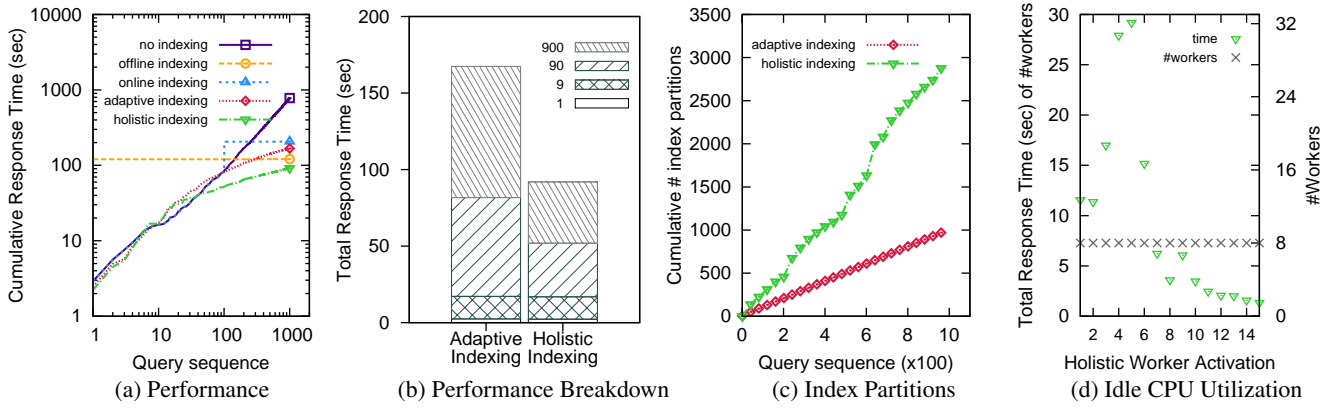 Cumulative Response Time (sec)
10000
1000
100
10
1
no indexing
offline indexing
online indexing
adaptive indexing
holistic indexing
1 10 100 1000
Query sequence
(a) Performance
Total Response Time (sec)
200
150
100
50
0
900
90
9
1
Adaptive Indexing
Holistic Indexing
(b) Performance Breakdown
Cumulative # index partitions
3500
3000
2500
2000
1500
1000
500
0
adaptive indexing
holistic indexing
0 2 4 6 8 10
Query sequence (x100)
(c) Index Partitions
Total Response Time (sec) of #workers
30
25
20
15
10
5
0
time
#workers
32
28
24
16
8
0
#Workers
2 4 6 8 10 12 14
Holistic Worker Activation
(d) Idle CPU Utilization